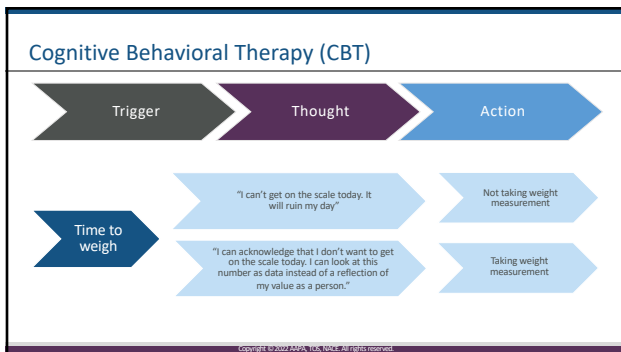 Cognitive Behavioral Therapy (CBT)
Trigger
Thought
Action
Time to
weigh
"I can't get on the scale today. It
will ruin my day"
Not taking weight
measurement
"I can acknowledge that I don't want to get
on the scale today. I can look at this
number as data instead of a reflection of
my value as a person."
Taking weight
measurement
Copyright © 2022 AAPA, TOS, NACE. All rights reserved.